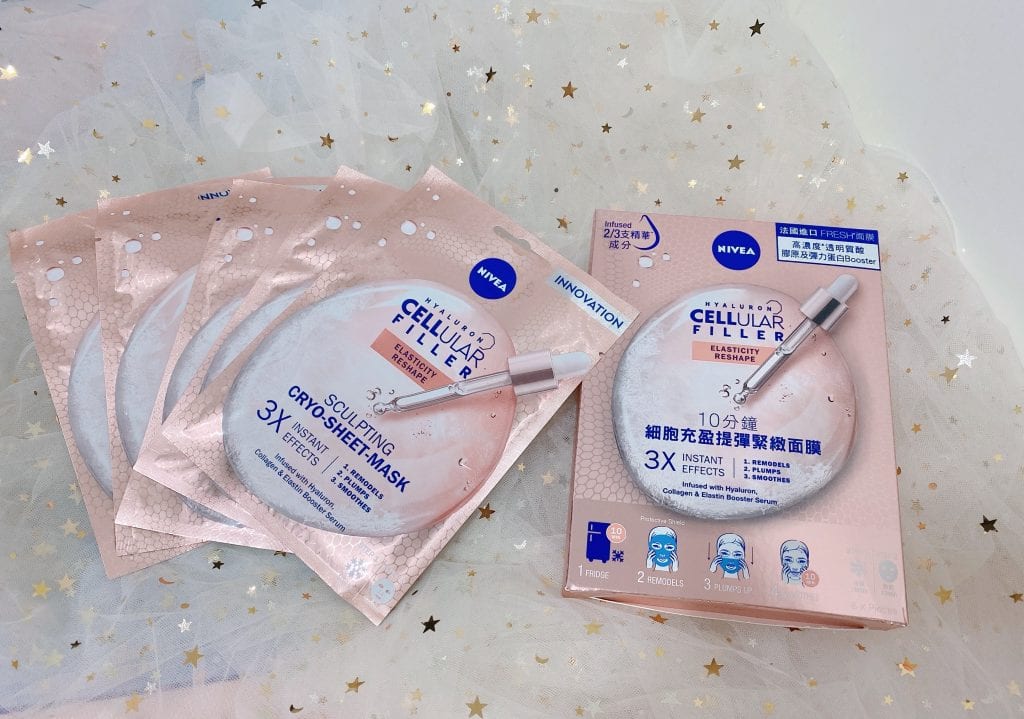 INNOVATION
NIVEA
HYALURON
CELLULAR
FILLER
ELASTICITY
RESHAPE
SCULPTING
CRYO-SHEET-MASK
3X INSTANT
EFFECTS
1. REMODELS
2. PLUMPS
3. SMOOTHES
Infused with Hyaluron,
Collagen & Elastin Booster Serum
Infused
2/3支精華
成分
NIVEA
法國進口 FRESH面膜
高濃度*透明質酸
膠原及彈力蛋白Booster
HYALURON
CELLULAR
FILLER
ELASTICITY
RESHAPE
10分鐘
細胞充盈提彈緊緻面膜
3X INSTANT
EFFECTS
1. REMODELS
2. PLUMPS
3. SMOOTHES
Infused with Hyaluron,
Collagen & Elastin Booster Serum
10
Protective Shield
10
1 FRIDGE
2 REMODELS
3 PLUMPS UP